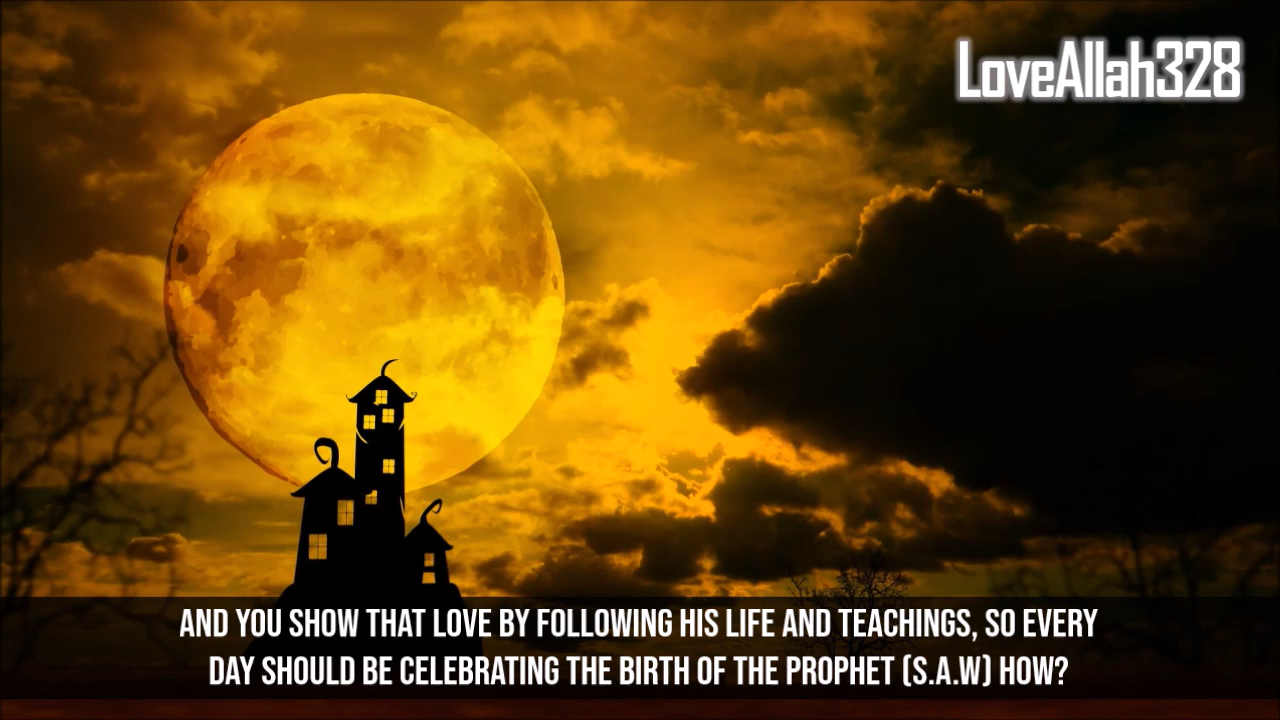 LoveAllah328
AND YOU SHOW THAT LOVE BY FOLLOWING HIS LIFE AND TEACHINGS, SO EVERY
DAY SHOULD BE CELEBRATING THE BIRTH OF THE PROPHET (S.A.W) HOW?